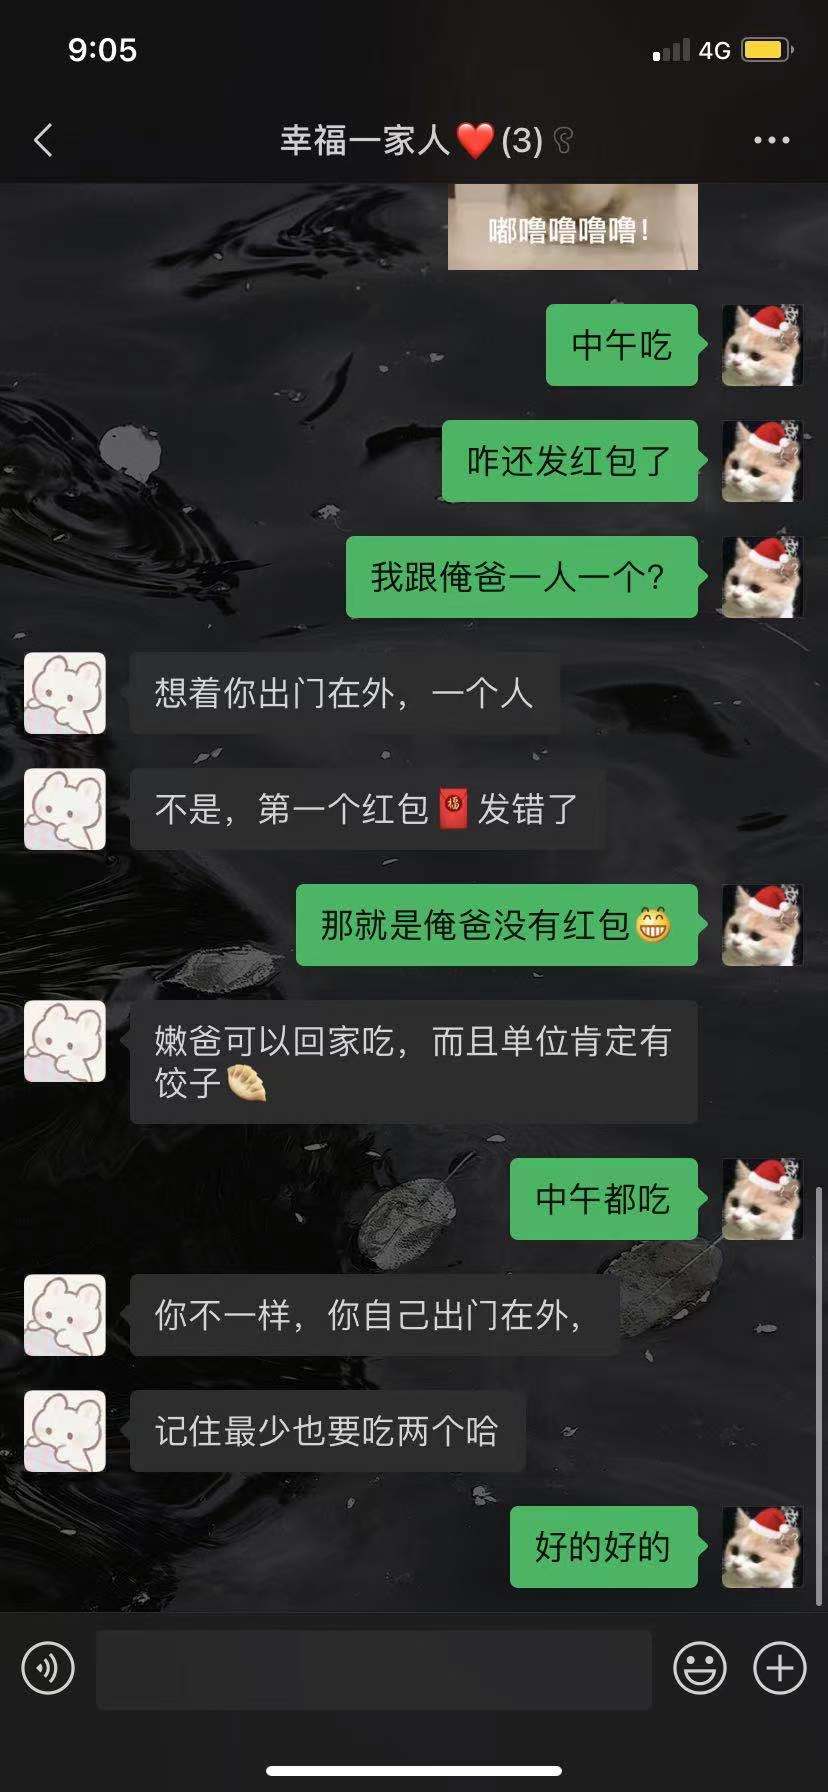 9:05
4G
幸福一家人❤️(3)
嘟噜噜噜噜！
中午吃
咋还发红包了
我跟俺爸一人一个？
想着你出门在外，一个人
不是，第一个红包🧧发错了
那就是俺爸没有红包😁
嫩爸可以回家吃，而且单位肯定有
饺子🥟
中午都吃
你不一样，你自己出门在外，
记住最少也要吃两个哈
好的好的